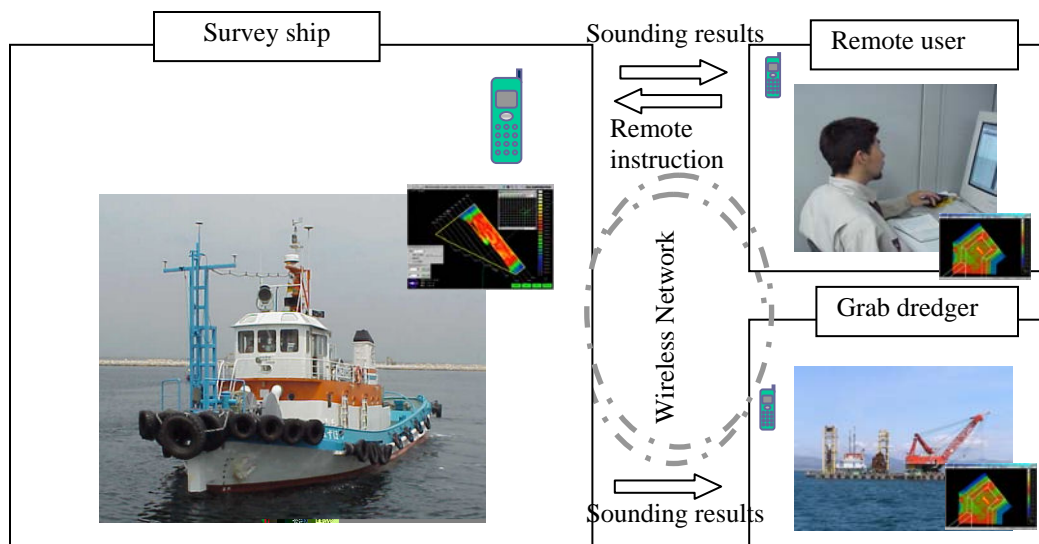 Survey ship
Sounding results
Remote user
Remote
instruction
Wireless Network
Grab dredger
Sounding results